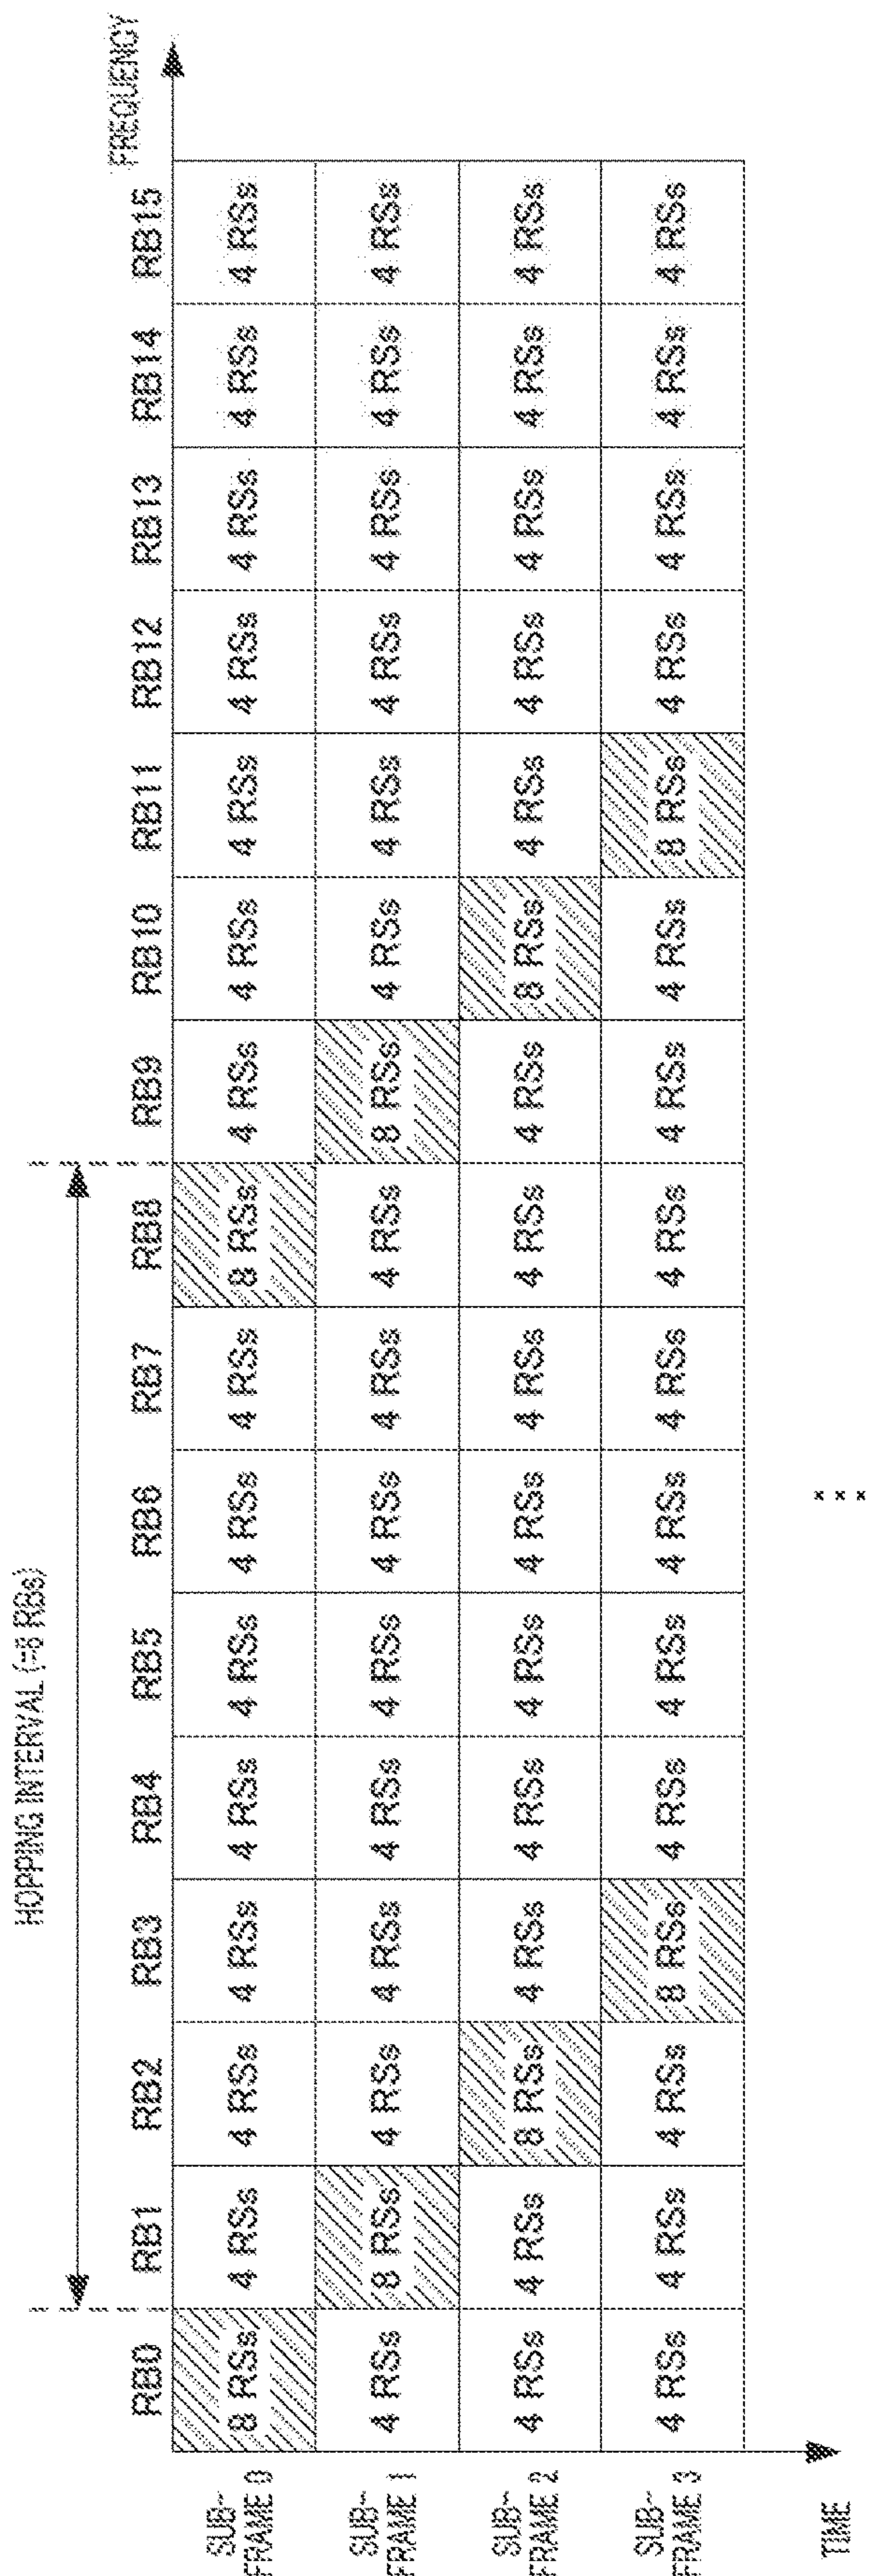 HOPPING INTERVAL (=8 RBs)
FREQUENCY
RB0 RB1 RB2 RB3 RB4 RB5 RB6 RB7 RB8 RB9 RB10 RB11 RB12 RB13 RB14 RB15
SUB-
FRAME 0
8 RSs 4 RSs 4 RSs 4 RSs 4 RSs 4 RSs 4 RSs 4 RSs 8 RSs 4 RSs 4 RSs 4 RSs 4 RSs 4 RSs 4 RSs 4 RSs
SUB-
FRAME 1
4 RSs 8 RSs 4 RSs 4 RSs 4 RSs 4 RSs 4 RSs 4 RSs 4 RSs 8 RSs 4 RSs 4 RSs 4 RSs 4 RSs 4 RSs 4 RSs
SUB-
FRAME 2
4 RSs 4 RSs 8 RSs 4 RSs 4 RSs 4 RSs 4 RSs 4 RSs 4 RSs 4 RSs 8 RSs 4 RSs 4 RSs 4 RSs 4 RSs 4 RSs
SUB-
FRAME 3
4 RSs 4 RSs 4 RSs 8 RSs 4 RSs 4 RSs 4 RSs 4 RSs 4 RSs 4 RSs 4 RSs 8 RSs 4 RSs 4 RSs 4 RSs 4 RSs
TIME